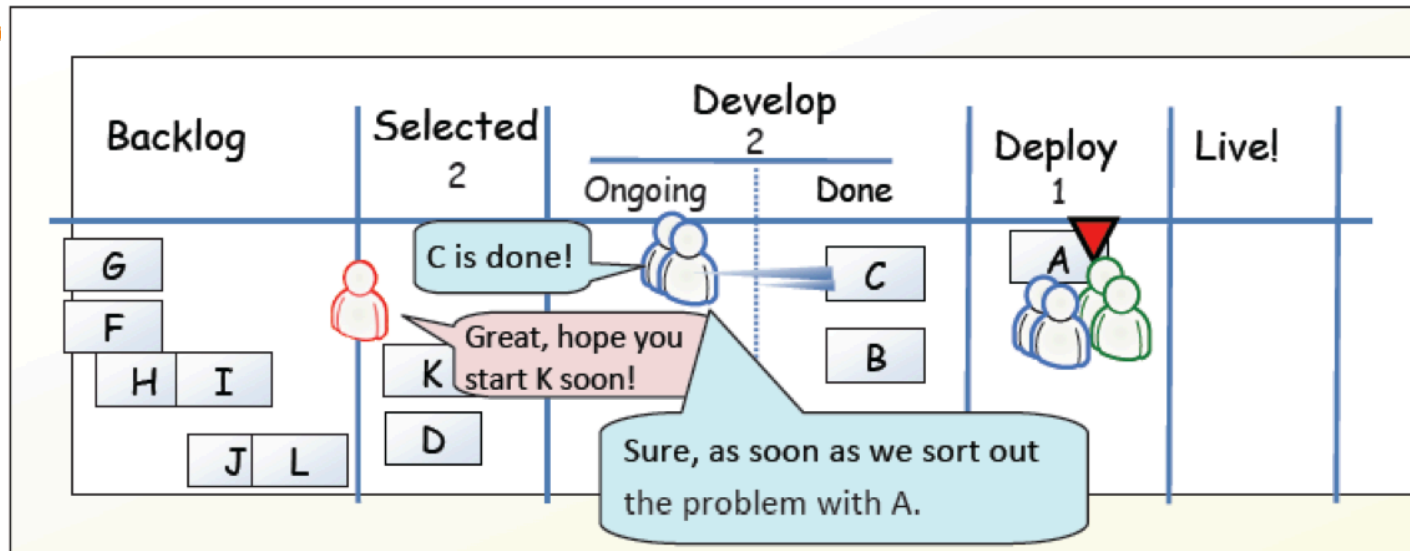 Backlog
Selected
2
Develop
2
Ongoing
Done
Deploy
1
Live!
G
F
H
I
J
L
K
D
C
B
A
C is done!
Great, hope you
start K soon!
Sure, as soon as we sort out
the problem with A.